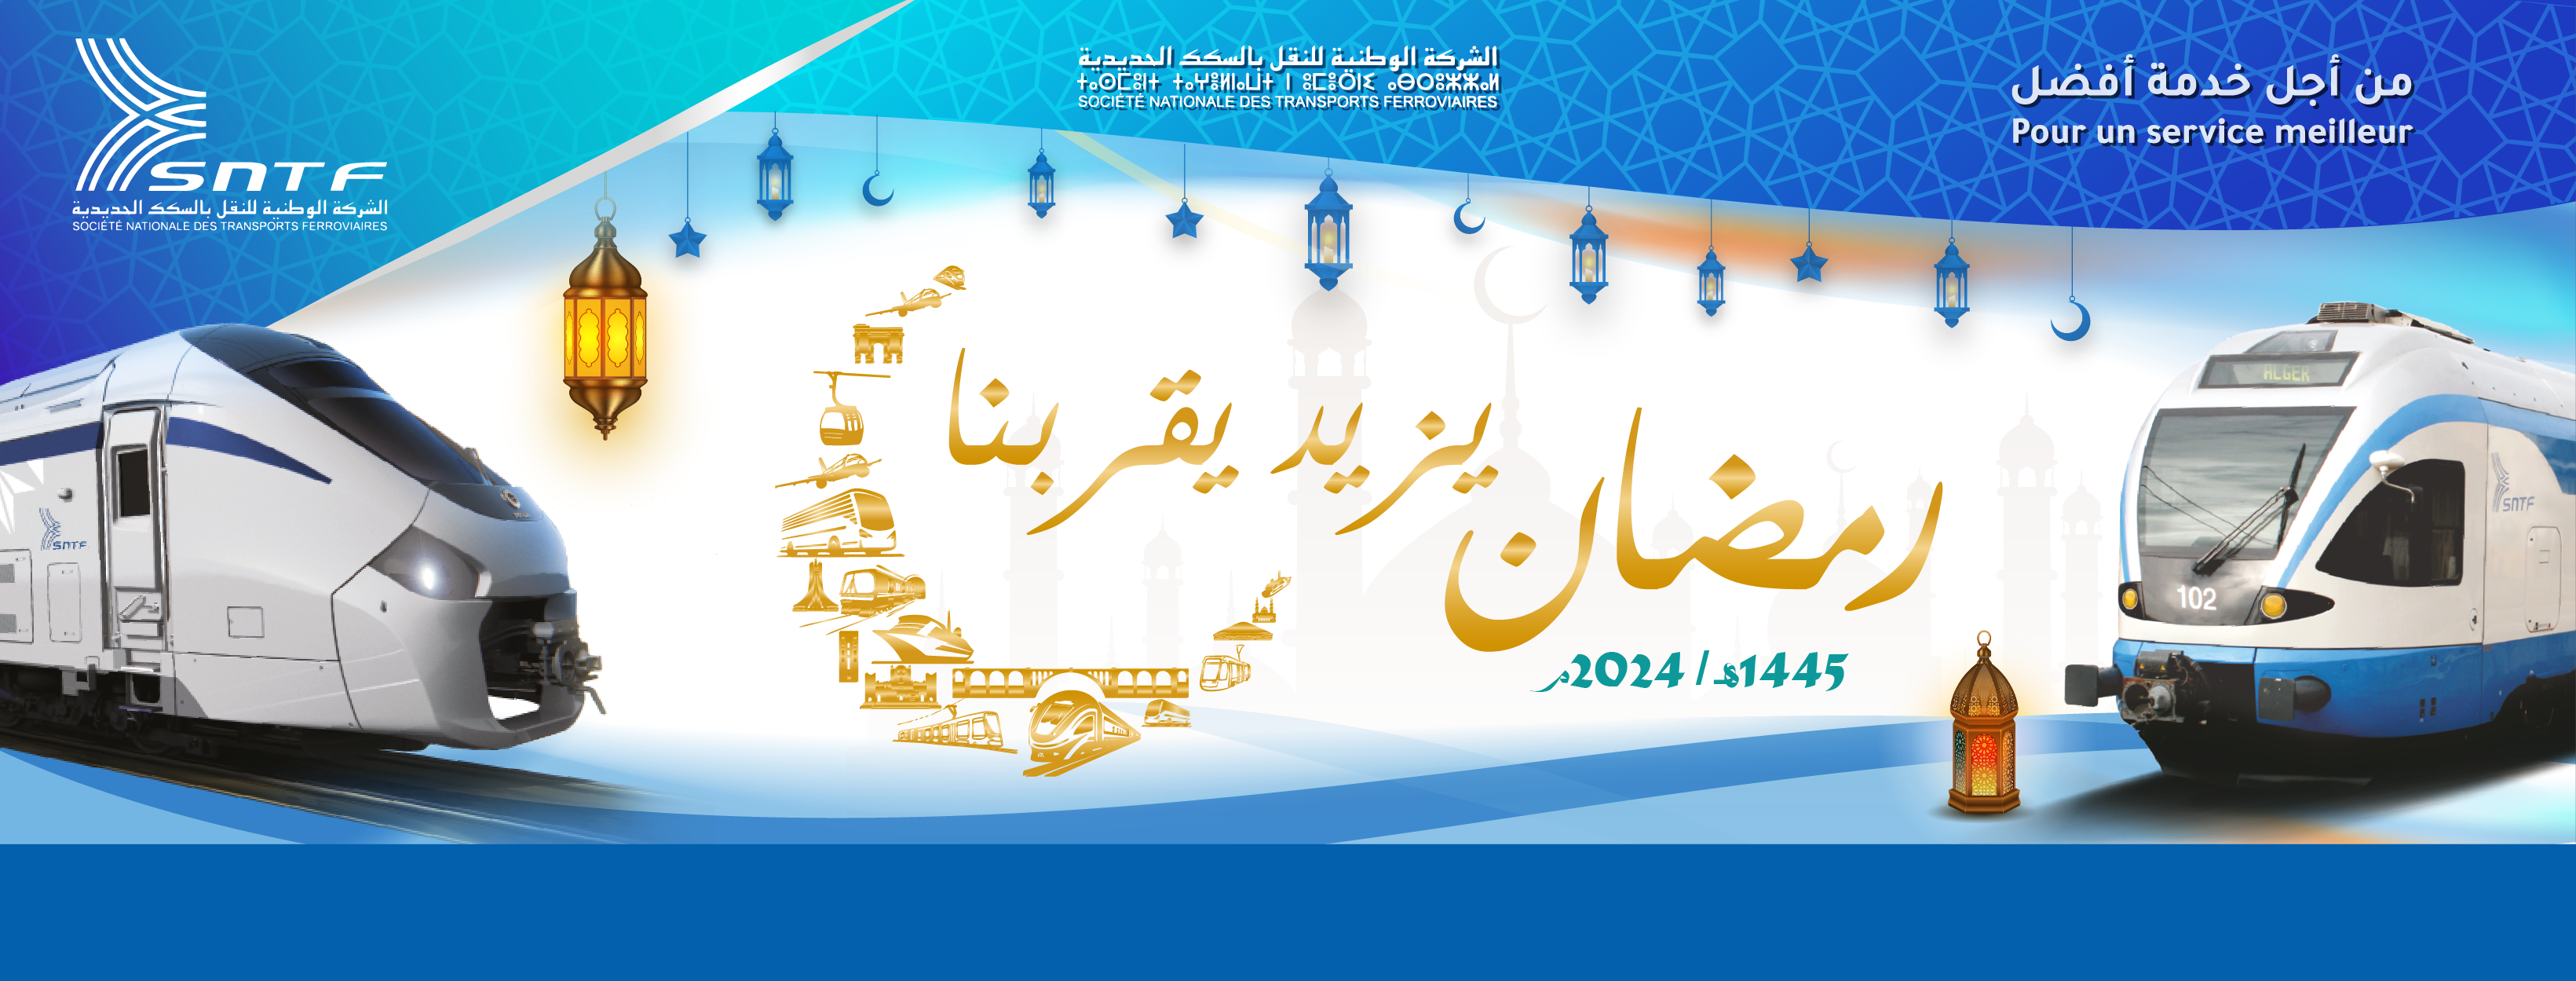 SNTF
الشركة الوطنية للنقل بالسكك الحديدية
SOCIÉTÉ NATIONALE DES TRANSPORTS FERROVIAIRES
الشركة الوطنية للنقل بالسكك الحديدية
SOCIÉTÉ NATIONALE DES TRANSPORTS FERROVIAIRES
من أجل خدمة أفضل
Pour un service meilleur
رمضان يزيد يقربنا
1445هـ/ 2024م
SNTF
ALGER
102
SNTF